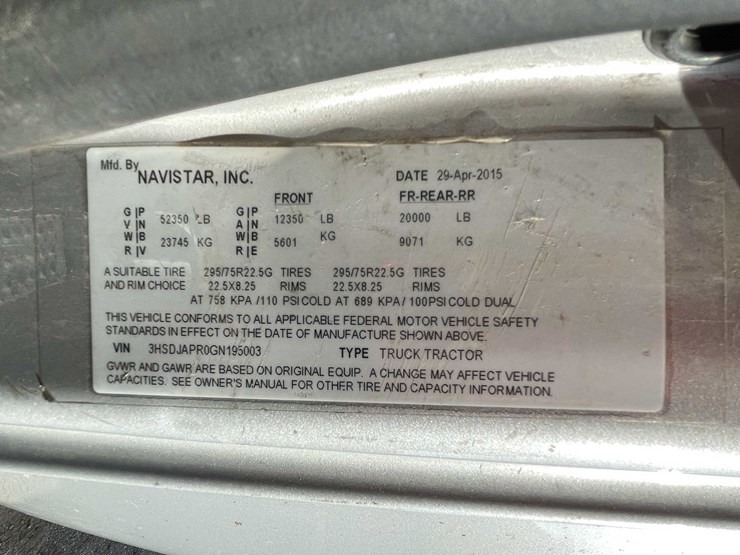 Mfd. By NAVISTAR, INC. DATE 29-Apr-2015
FRONT FR-REAR-RR
G|P 52350 LB G|P 12350 LB 20000 LB
V|N A|N
W|B 23745 KG W|B 5601 KG 9071 KG
R|V R|E
A SUITABLE TIRE 295/75R22.5G TIRES 295/75R22.5G TIRES
AND RIM CHOICE 22.5X8.25 RIMS 22.5X8.25 RIMS
AT 758 KPA /110 PSI COLD AT 689 KPA/ 100PSI COLD DUAL
THIS VEHICLE CONFORMS TO ALL APPLICABLE FEDERAL MOTOR VEHICLE SAFETY
STANDARDS IN EFFECT ON THE DATE OF MANUFACTURE SHOWN ABOVE.
VIN 3HSDJAPR0GN195003 TYPE TRUCK TRACTOR
GVWR AND GAWR ARE BASED ON ORIGINAL EQUIP. A CHANGE MAY AFFECT VEHICLE
CAPACITIES. SEE OWNER'S MANUAL FOR OTHER TIRE AND CAPACITY INFORMATION.